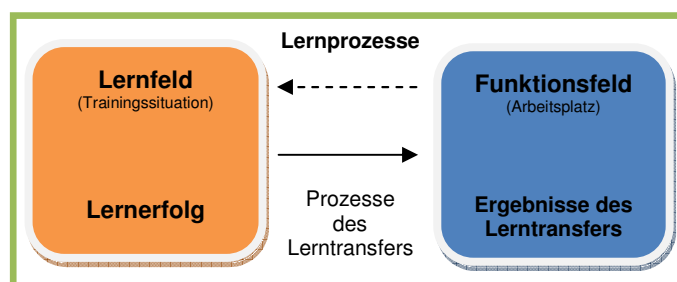 Lernprozesse
Lernfeld
(Trainingssituation)
Lernerfolg
Prozesse
des
Lerntransfers
Funktionsfeld
(Arbeitsplatz)
Ergebnisse des
Lerntransfers